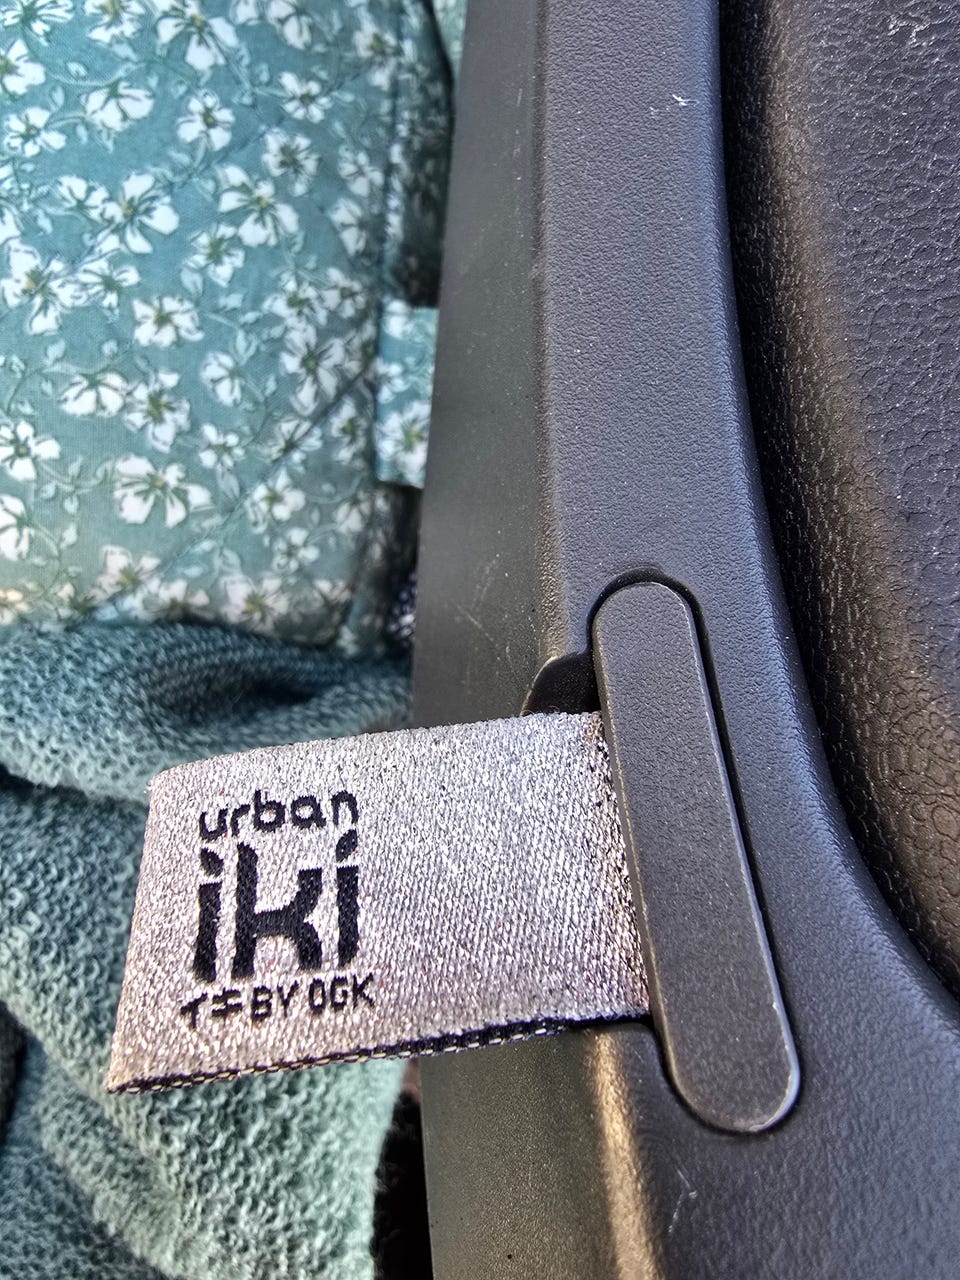 urban
iki
イキ BY OGK